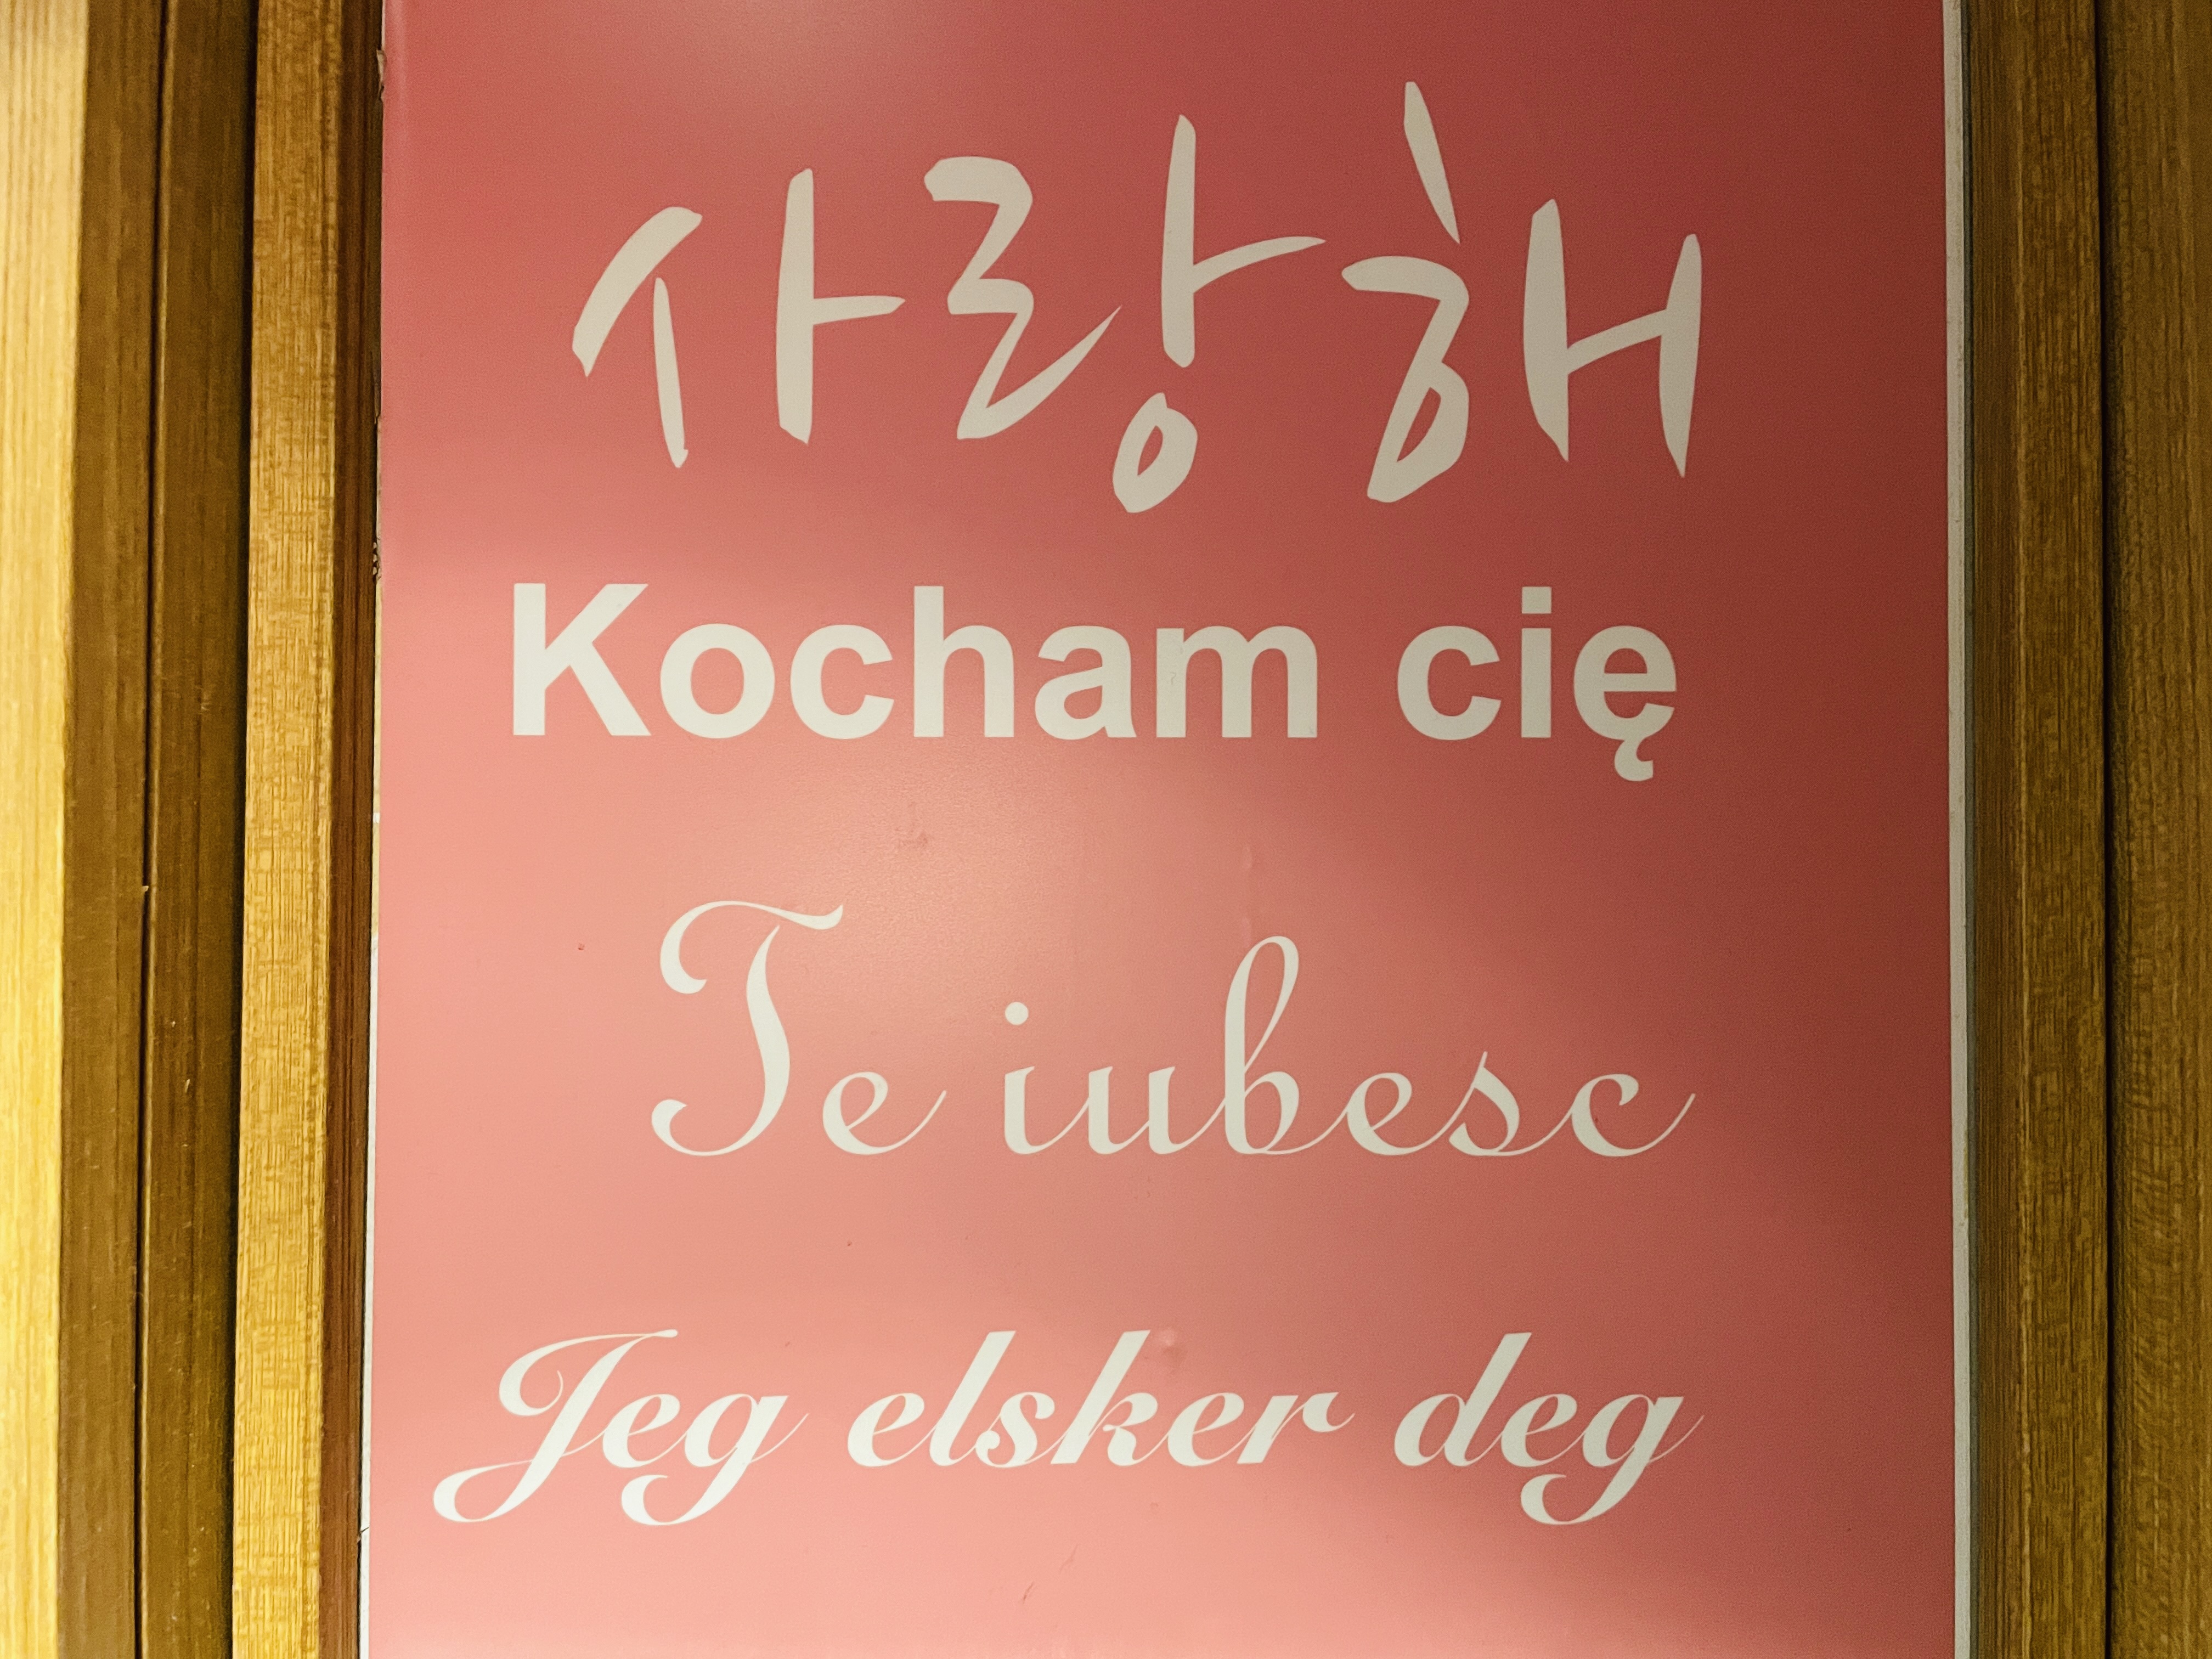 사랑해
Kocham cię
Te iubesc
Jeg elsker deg